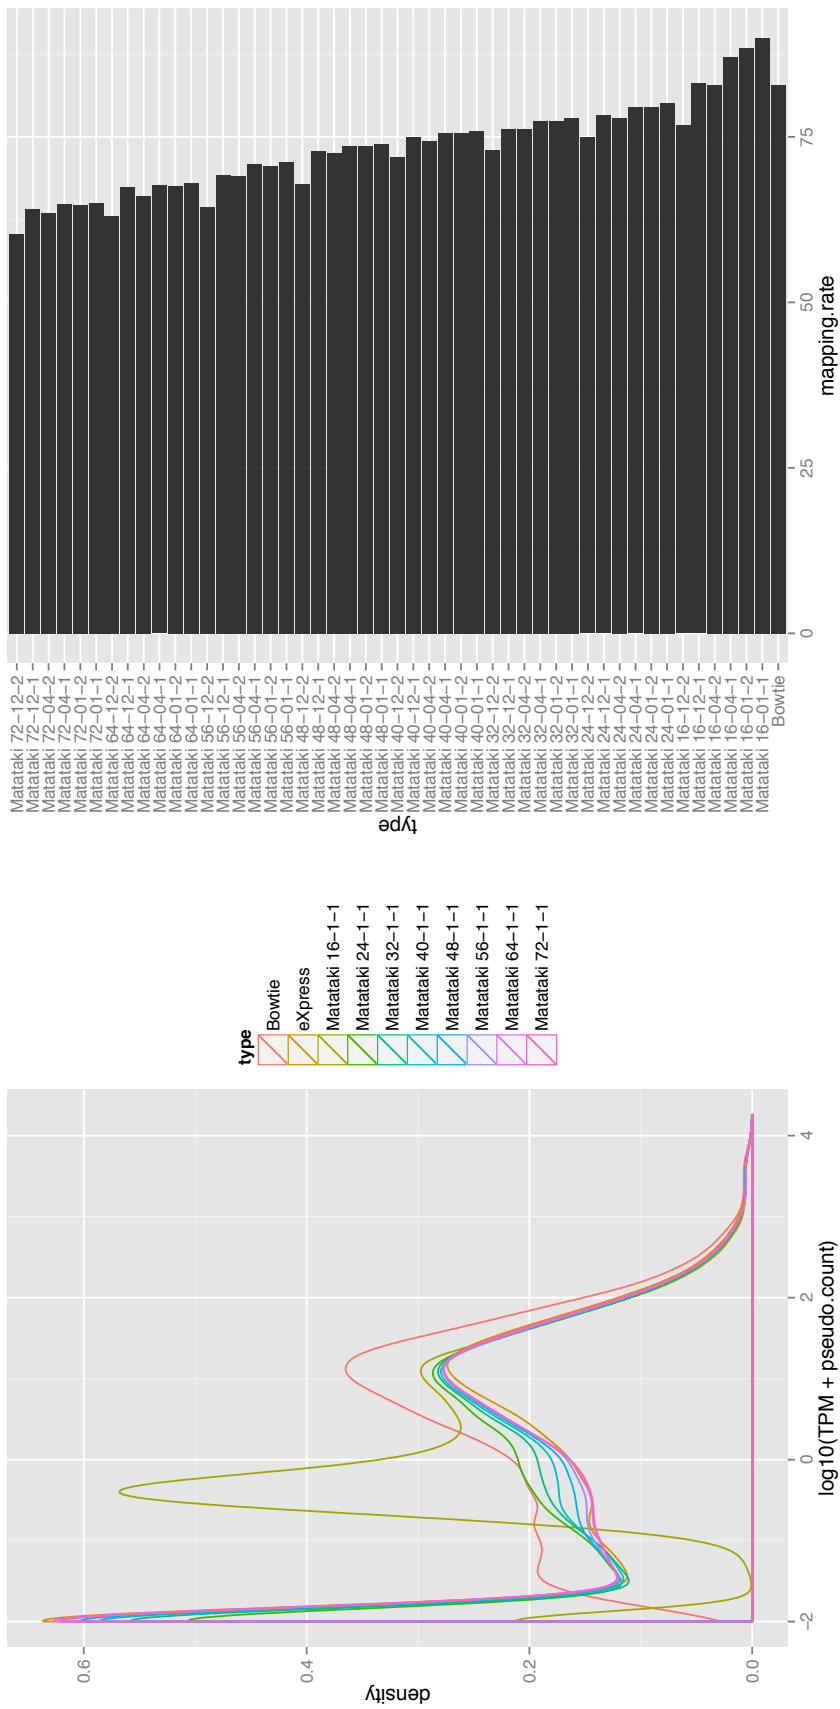 Matataki 72−12−2
Matataki 72−12−1
Matataki 72−04−2
Matataki 72−04−1
Matataki 72−01−2
Matataki 72−01−1
Matataki 64−12−2
Matataki 64−12−1
Matataki 64−04−2
Matataki 64−04−1
Matataki 64−01−2
Matataki 64−01−1
Matataki 56−12−2
Matataki 56−12−1
Matataki 56−04−2
Matataki 56−04−1
Matataki 56−01−2
Matataki 56−01−1
Matataki 48−12−2
Matataki 48−12−1
Matataki 48−04−2
Matataki 48−04−1
Matataki 48−01−2
Matataki 48−01−1
Matataki 40−12−2
Matataki 40−12−1
Matataki 40−04−2
Matataki 40−04−1
Matataki 40−01−2
Matataki 40−01−1
Matataki 32−12−2
Matataki 32−12−1
Matataki 32−04−2
Matataki 32−04−1
Matataki 32−01−2
Matataki 32−01−1
Matataki 24−12−2
Matataki 24−12−1
Matataki 24−04−2
Matataki 24−04−1
Matataki 24−01−2
Matataki 24−01−1
Matataki 16−12−2
Matataki 16−12−1
Matataki 16−04−2
Matataki 16−04−1
Matataki 16−01−2
Matataki 16−01−1
Bowtie
type
0
25
50
75
mapping.rate
type
Bowtie
eXpress
Matataki 16−1−1
Matataki 24−1−1
Matataki 32−1−1
Matataki 40−1−1
Matataki 48−1−1
Matataki 56−1−1
Matataki 64−1−1
Matataki 72−1−1
0.6
0.4
0.2
0.0
density
−2
0
2
4
log10(TPM + pseudo.count)